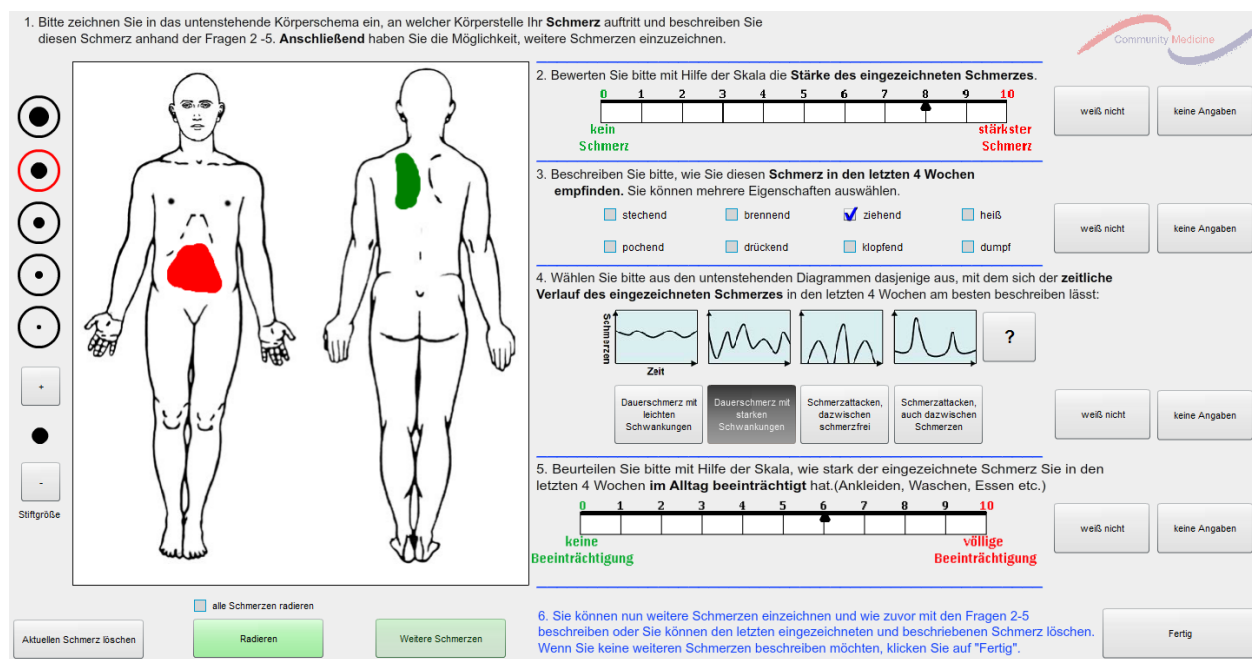 1. Bitte zeichnen Sie in das untenstehende Körperschema ein, an welcher Körperstelle Ihr Schmerz auftritt und beschreiben Sie
diesen Schmerz anhand der Fragen 2 -5. Anschließend haben Sie die Möglichkeit, weitere Schmerzen einzuzeichnen.
Community Medicine
+
-
Stiftgröße
2. Bewerten Sie bitte mit Hilfe der Skala die Stärke des eingezeichneten Schmerzes.
0 1 2 3 4 5 6 7 8 9 10
kein
Schmerz
stärkster
Schmerz
weiß nicht
keine Angaben
3. Beschreiben Sie bitte, wie Sie diesen Schmerz in den letzten 4 Wochen
empfinden. Sie können mehrere Eigenschaften auswählen.
stechend brennend ziehend heiß
pochend drückend klopfend dumpf
weiß nicht
keine Angaben
4. Wählen Sie bitte aus den untenstehenden Diagrammen dasjenige aus, mit dem sich der zeitliche
Verlauf des eingezeichneten Schmerzes in den letzten 4 Wochen am besten beschreiben lässt:
Schmerzen
Zeit
?
Dauerschmerz mit
leichten
Schwankungen
Dauerschmerz mit
starken
Schwankungen
Schmerzattacken,
dazwischen
schmerzfrei
Schmerzattacken,
auch dazwischen
Schmerzen
weiß nicht
keine Angaben
5. Beurteilen Sie bitte mit Hilfe der Skala, wie stark der eingezeichnete Schmerz Sie in den
letzten 4 Wochen im Alltag beeinträchtigt hat.(Ankleiden, Waschen, Essen etc.)
0 1 2 3 4 5 6 7 8 9 10
keine
Beeinträchtigung
völlige
Beeinträchtigung
weiß nicht
keine Angaben
alle Schmerzen radieren
Aktuellen Schmerz löschen
Radieren
Weitere Schmerzen
6. Sie können nun weitere Schmerzen einzeichnen und wie zuvor mit den Fragen 2-5
beschreiben oder Sie können den letzten eingezeichneten und beschriebenen Schmerz löschen.
Wenn Sie keine weiteren Schmerzen beschreiben möchten, klicken Sie auf "Fertig".
Fertig